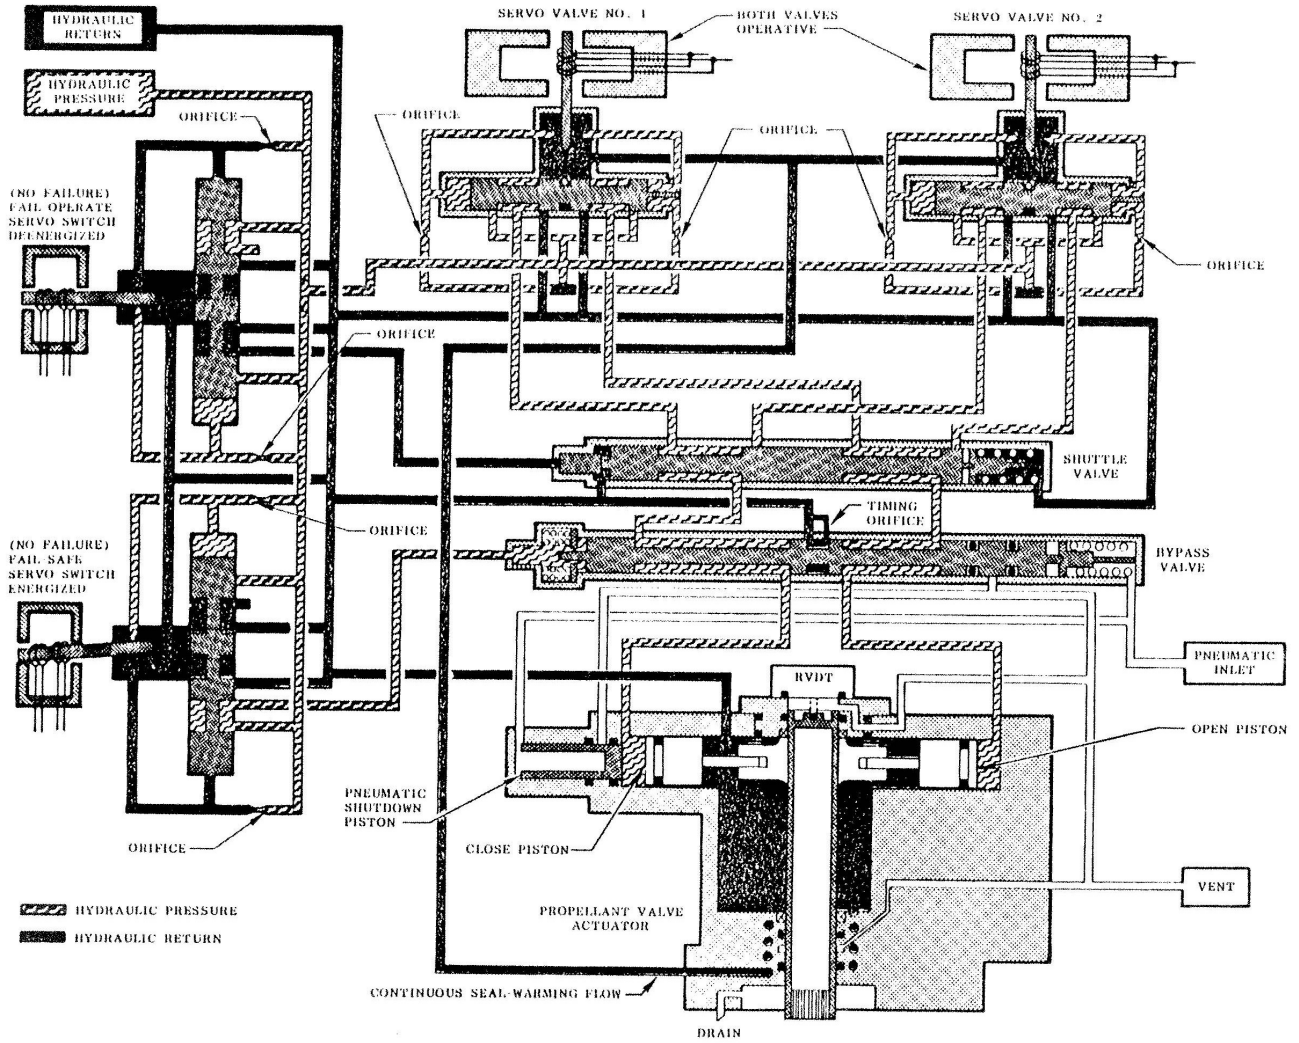 HYDRAULIC
RETURN
SERVO VALVE NO. 1
BOTH VALVES
OPERATIVE
SERVO VALVE NO. 2
HYDRAULIC
PRESSURE
ORIFICE
ORIFICE
ORIFICE
(NO FAILURE)
FAIL OPERATE
SERVO SWITCH
DEENERGIZED
ORIFICE
ORIFICE
SHUTTLE
VALVE
ORIFICE
TIMING
ORIFICE
(NO FAILURE)
FAIL-SAFE
SERVO SWITCH
ENERGIZED
BYPASS
VALVE
PNEUMATIC
INLET
RVDT
OPEN PISTON
PNEUMATIC
SHUTDOWN
PISTON
ORIFICE
CLOSE PISTON
VENT
HYDRAULIC PRESSURE
HYDRAULIC RETURN
PROPELLANT VALVE
ACTUATOR
CONTINUOUS SEAL-WARMING FLOW
DRAIN